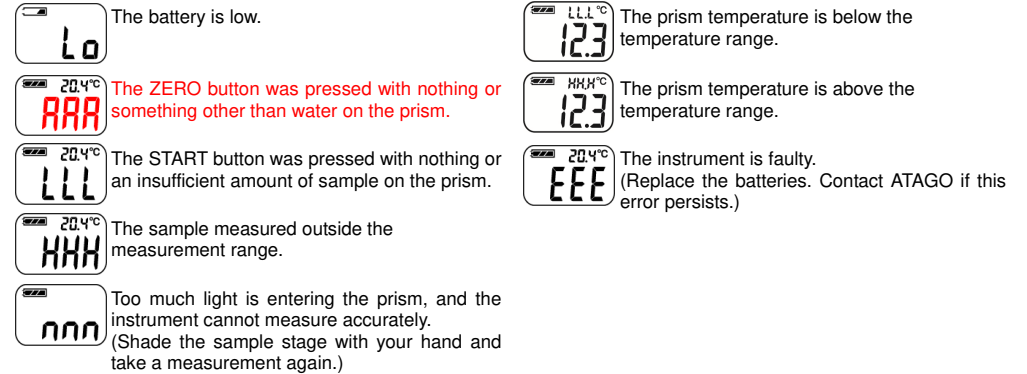 The battery is low.
Lo
20.4°C
The ZERO button was pressed with nothing or
something other than water on the prism.
AAA
20.4°C
The START button was pressed with nothing or
an insufficient amount of sample on the prism.
LLL
20.4°C
The sample measured outside the
measurement range.
HHH
Too much light is entering the prism, and the
instrument cannot measure accurately.
nnn
(Shade the sample stage with your hand and
take a measurement again.)
LL.L°C
The prism temperature is below the
temperature range.
12.3
HH.H°C
The prism temperature is above the
temperature range.
12.3
20.4°C
The instrument is faulty.
EEE
(Replace the batteries. Contact ATAGO if this
error persists.)